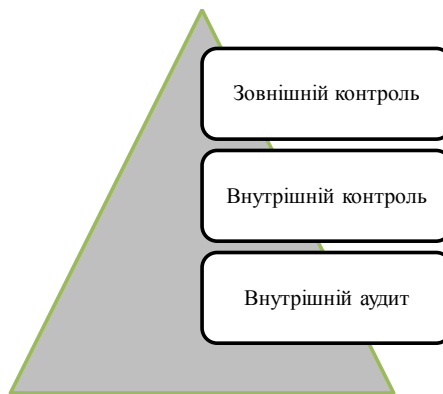 Зовнішній контроль
Внутрішній контроль
Внутрішній аудит